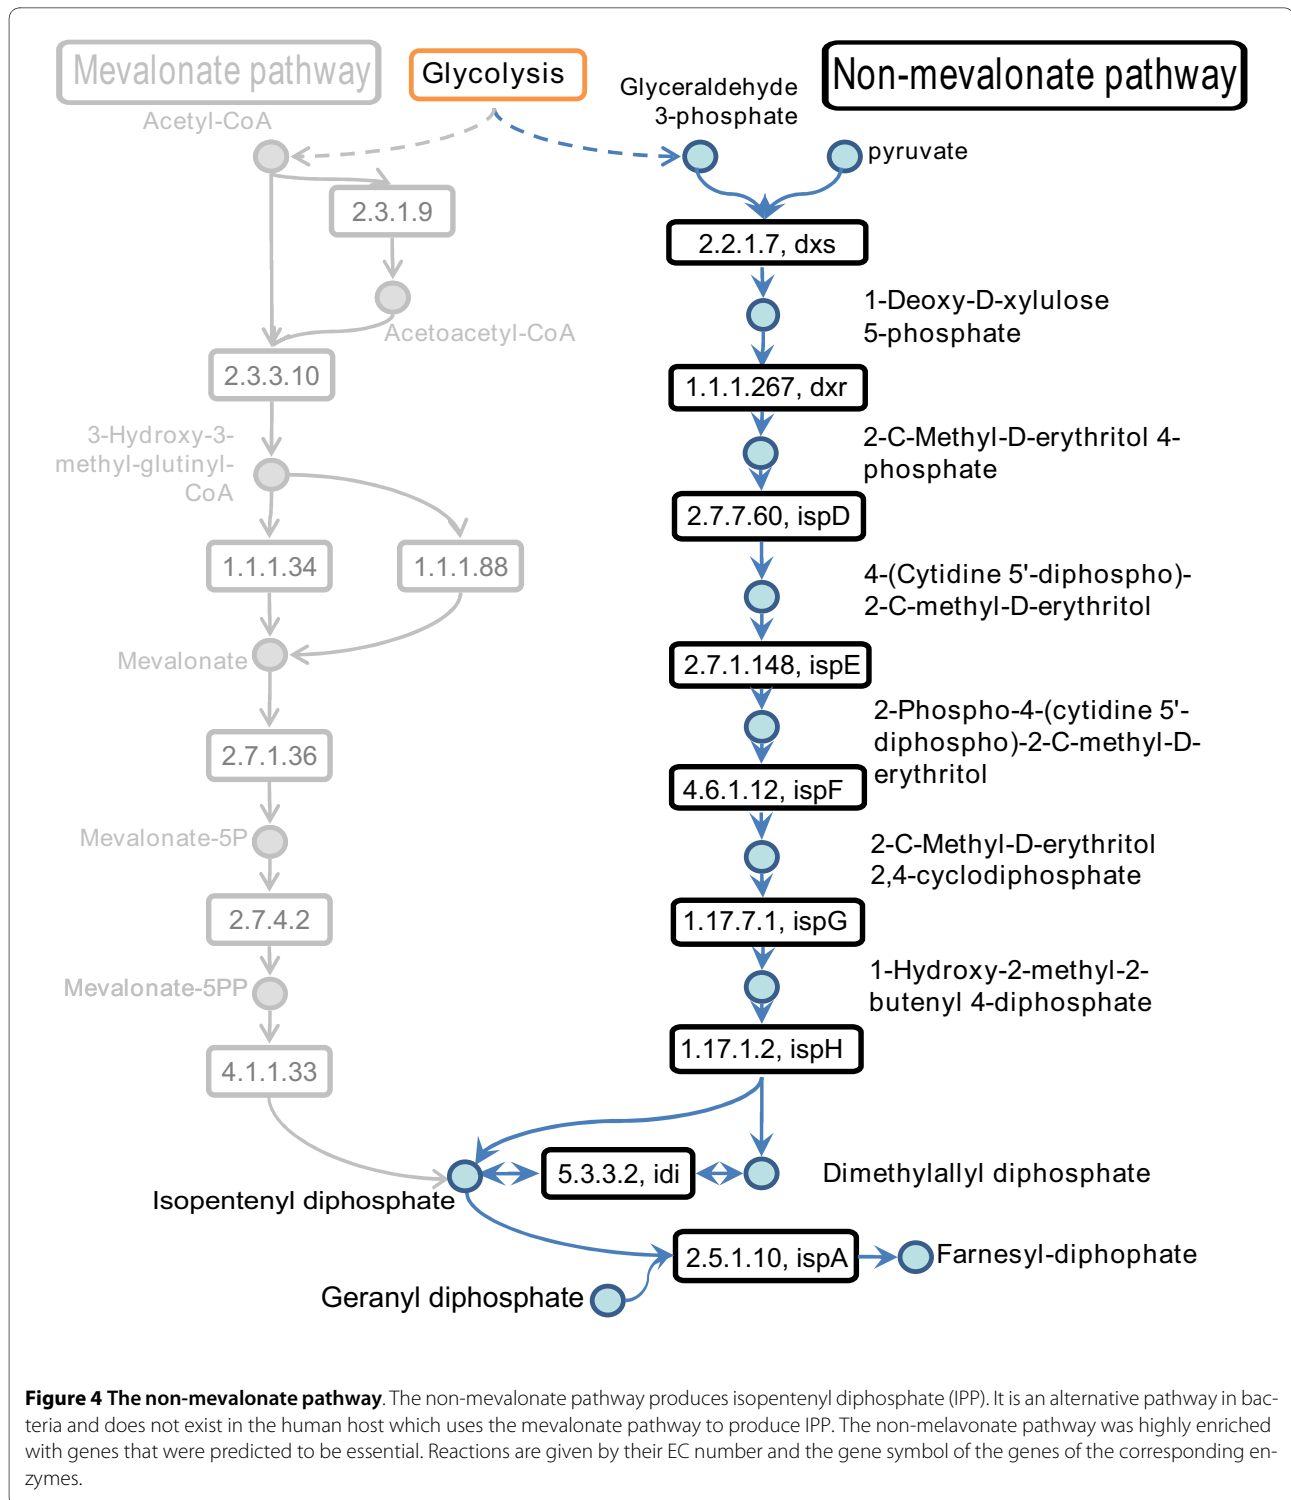 Mevalonate pathway
Glycolysis
Non-mevalonate pathway
Acetyl-CoA
Glyceraldehyde
3-phosphate
pyruvate
2.3.1.9
2.2.1.7, dxs
Acetoacetyl-CoA
1-Deoxy-D-xylulose
5-phosphate
2.3.3.10
1.1.1.267, dxr
3-Hydroxy-3-
methyl-glutinyl-
CoA
2-C-Methyl-D-erythritol 4-
phosphate
2.7.7.60, ispD
1.1.1.34
1.1.1.88
4-(Cytidine 5'-diphospho)-
2-C-methyl-D-erythritol
Mevalonate
2.7.1.148, ispE
2.7.1.36
2-Phospho-4-(cytidine 5'-
diphospho)-2-C-methyl-D-
erythritol
4.6.1.12, ispF
Mevalonate-5P
2-C-Methyl-D-erythritol
2,4-cyclodiphosphate
2.7.4.2
1.17.7.1, ispG
Mevalonate-5PP
1-Hydroxy-2-methyl-2-
butenyl 4-diphosphate
4.1.1.33
1.17.1.2, ispH
Isopentenyl diphosphate
5.3.3.2, idi
Dimethylallyl diphosphate
2.5.1.10, ispA
Farnesyl-diphophate
Geranyl diphosphate
Figure 4 The non-mevalonate pathway. The non-mevalonate pathway produces isopentenyl diphosphate (IPP). It is an alternative pathway in bac-
teria and does not exist in the human host which uses the mevalonate pathway to produce IPP. The non-melavonate pathway was highly enriched
with genes that were predicted to be essential. Reactions are given by their EC number and the gene symbol of the genes of the corresponding en-
zymes.